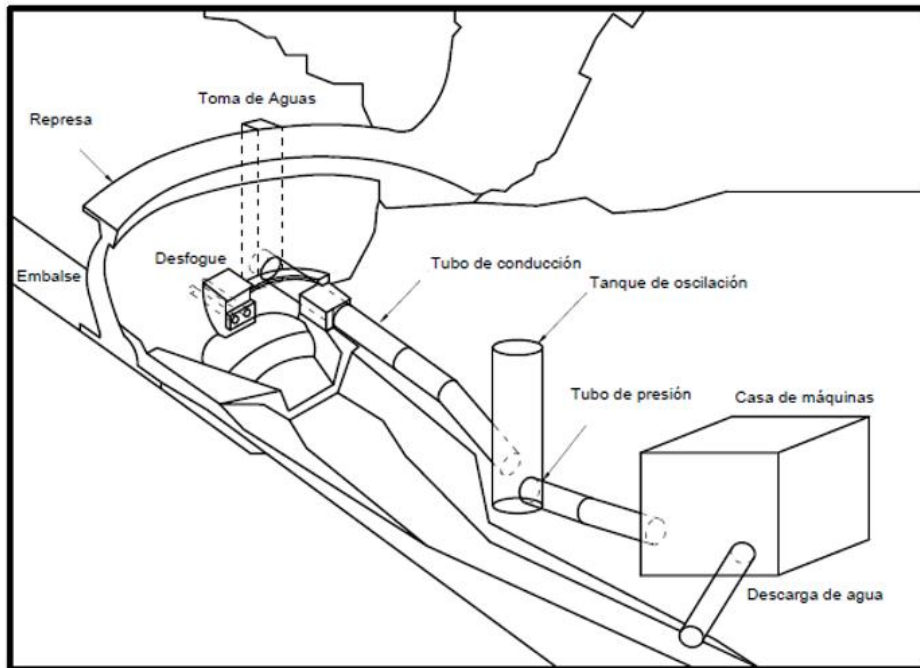 Toma de Aguas
Represa
Desfogue
Embalse
Tubo de conducción
Tanque de oscilación
Tubo de presión
Casa de máquinas
Descarga de agua